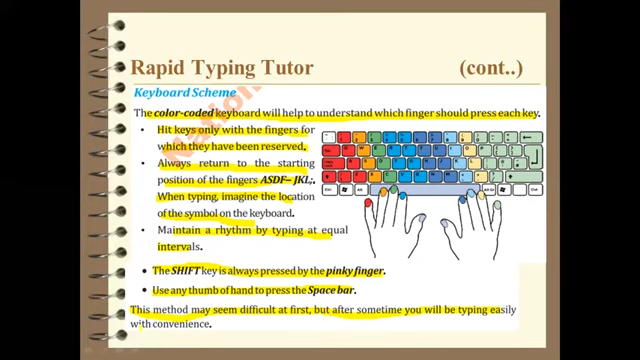 Rapid Typing Tutor (cont..)
Keyboard Scheme
The color-coded keyboard will help to understand which finger should press each key.
• Hit keys only with the fingers for
which they have been reserved.
• Always return to the starting
position of the fingers ASDF– JKL;.
When typing, imagine the location
of the symbol on the keyboard.
• Maintain a rhythm by typing at equal
intervals.
• The SHIFT key is always pressed by the pinky finger.
• Use any thumb of hand to press the Space bar.
This method may seem difficult at first, but after sometime you will be typing easily
with convenience.